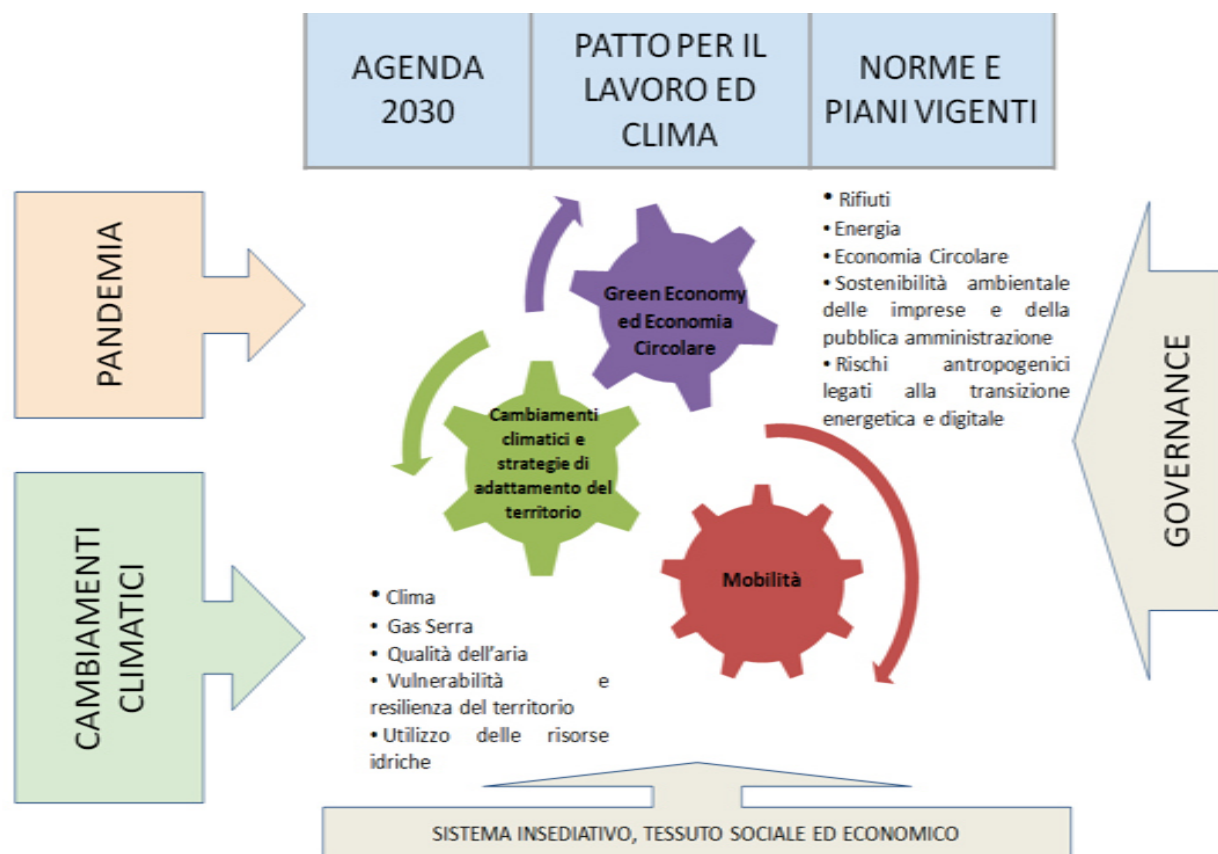 AGENDA
2030
PATTO PER IL
LAVORO ED
CLIMA
NORME E
PIANI VIGENTI
PANDEMIA
CAMBIAMENTI
CLIMATICI
Green Economy
ed Economia
Circolare
Cambiamenti
climatici e
strategie di
adattamento del
territorio
Mobilità
• Rifiuti
• Energia
• Economia Circolare
• Sostenibilità ambientale
delle imprese e della
pubblica amministrazione
• Rischi antropogenici
legati alla transizione
energetica e digitale
• Clima
• Gas Serra
• Qualità dell'aria
• Vulnerabilità e
resilienza del territorio
• Utilizzo delle risorse
idriche
GOVERNANCE
SISTEMA INSEDIATIVO, TESSUTO SOCIALE ED ECONOMICO